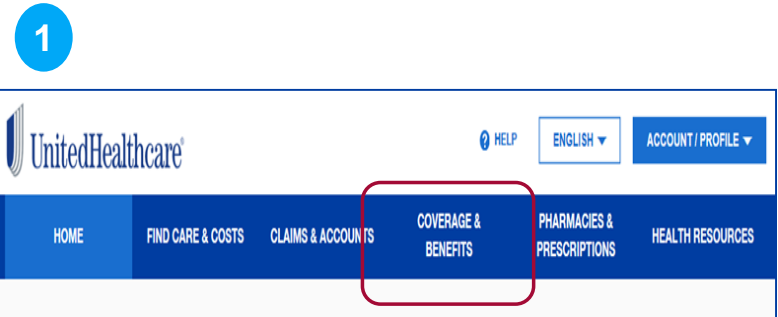 1
UnitedHealthcare®
HELP
ENGLISH
ACCOUNT / PROFILE
HOME
FIND CARE & COSTS
CLAIMS & ACCOUNTS
COVERAGE &
BENEFITS
PHARMACIES &
PRESCRIPTIONS
HEALTH RESOURCES